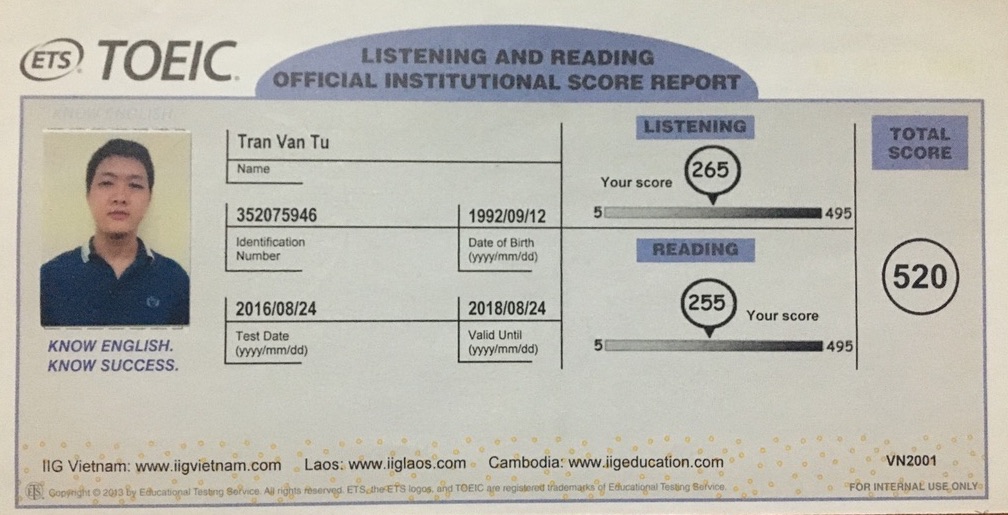 ETS TOEIC
LISTENING AND READING
OFFICIAL INSTITUTIONAL SCORE REPORT
KNOW ENGLISH
Tran Van Tu
Name
352075946
Identification
Number
1992/09/12
Date of Birth
(yyyy/mm/dd)
2016/08/24
Test Date
(yyyy/mm/dd)
2018/08/24
Valid Until
(yyyy/mm/dd)
KNOW ENGLISH.
KNOW SUCCESS.
LISTENING
Your score 265
5 495
READING
255 Your score
5 495
TOTAL
SCORE
520
IIG Vietnam: www.iigvietnam.com Laos: www.iiglaos.com Cambodia: www.iigeducation.com VN2001
ETS Copyright © 2013 by Educational Testing Service. All rights reserved. ETS, the ETS logos, and TOEIC are registered trademarks of Educational Testing Service. FOR INTERNAL USE ONLY